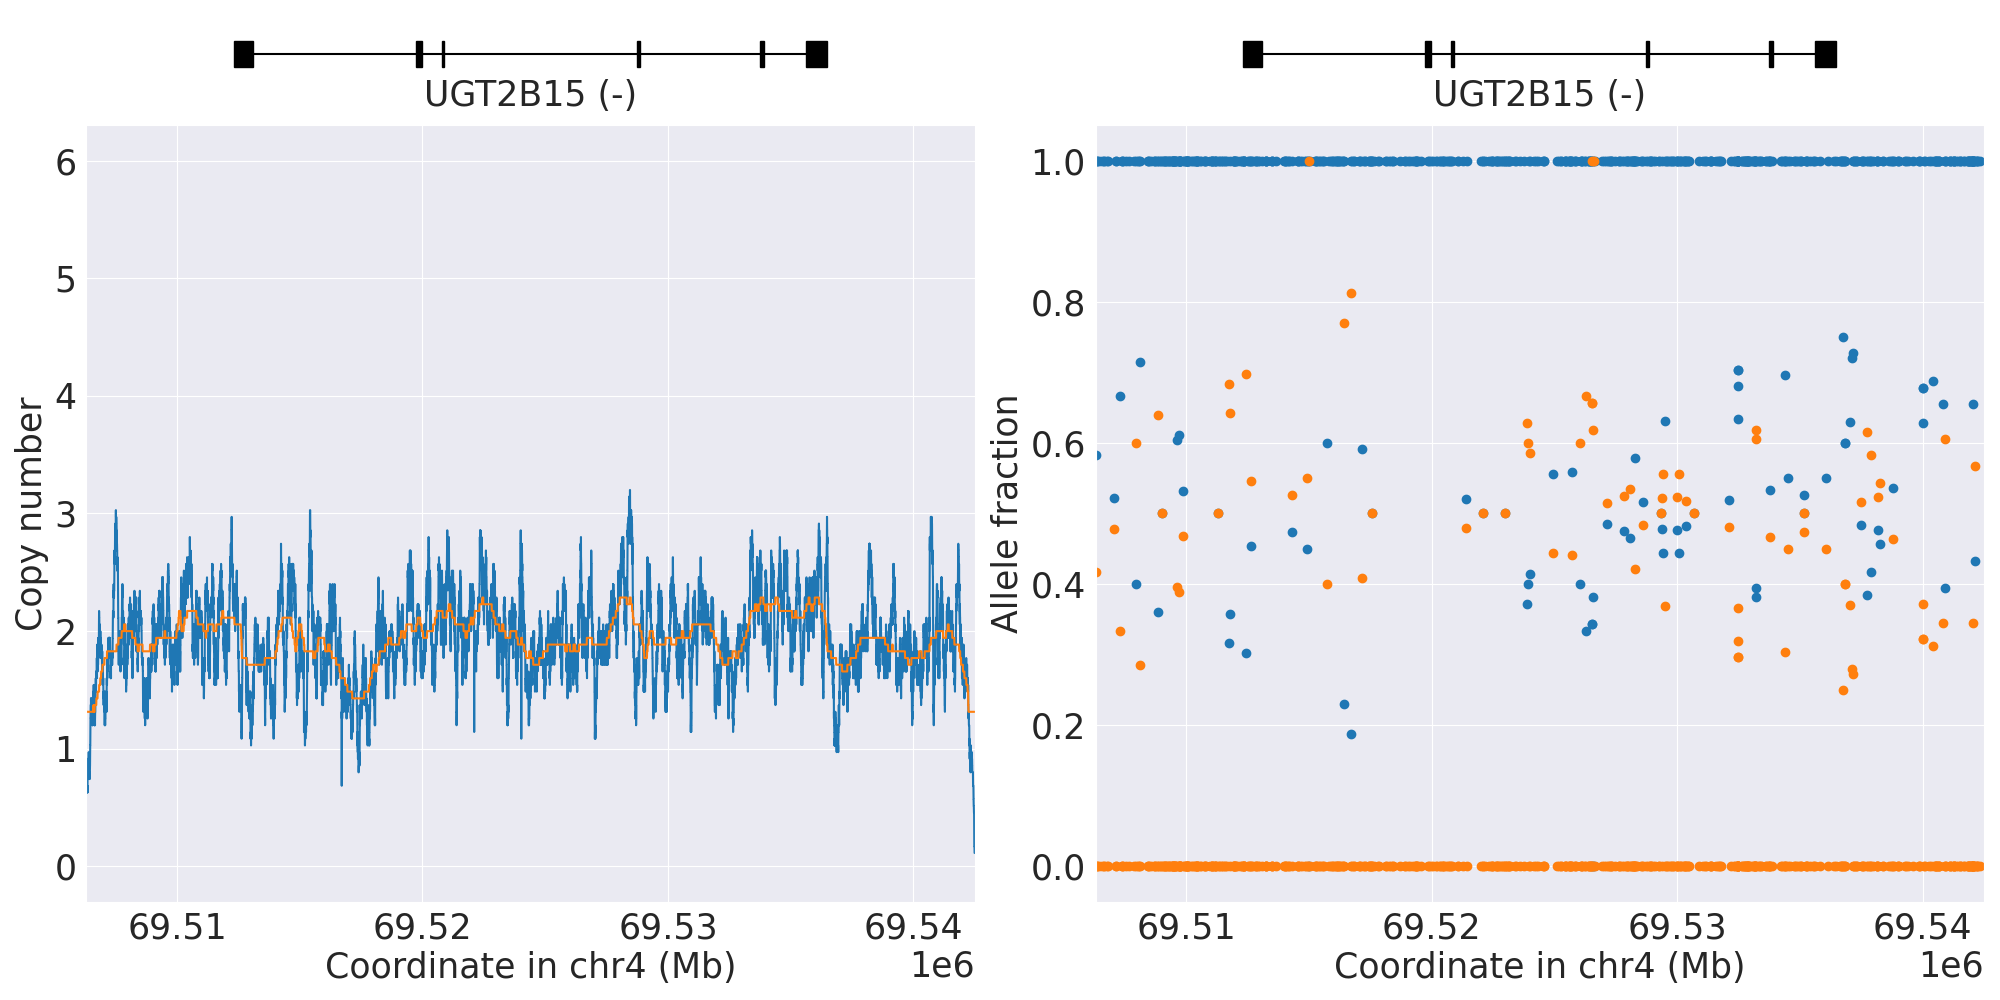 UGT2B15 (-)
6
5
4
3
2
1
0
Copy number
69.51 69.52 69.53 69.54
Coordinate in chr4 (Mb)
1e6
UGT2B15 (-)
1.0
0.8
0.6
0.4
0.2
0.0
Allele fraction
69.51 69.52 69.53 69.54
Coordinate in chr4 (Mb)
1e6